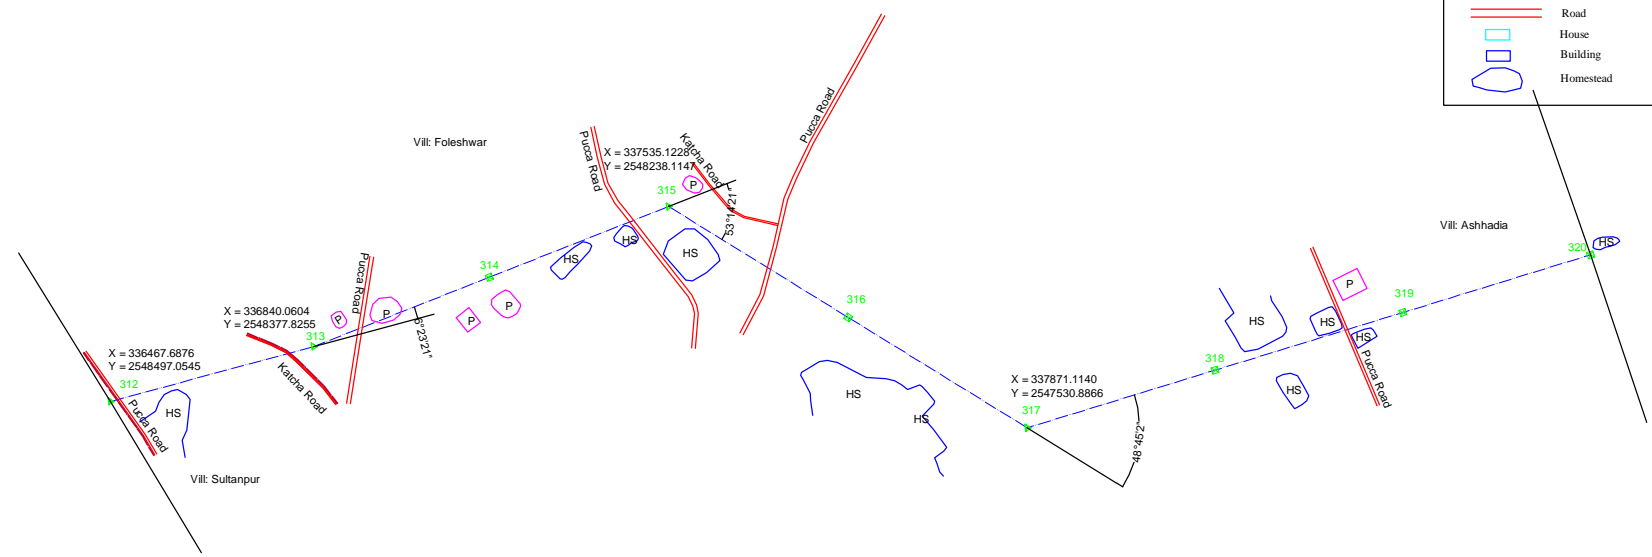 Road
House
Building
Homestead
Pucca Road
Vill: Foleshwar
Pucca Road
Katcha Road
X = 337535.1228
Y = 2548238.1147
P
315
53°14'21"
Vill: Ashhadia
HS
320
HS
HS
HS
314
Pucca Road
P
319
X = 336840.0604
Y = 2548377.8255
P
P
P
P
316
313
6°23'21"
HS
HS
HS
Pucca Road
X = 336467.6876
Y = 2548497.0545
312
Katcha Road
318
X = 337871.1140
Y = 2547530.8866
317
HS
HS
HS
HS
Pucca Road
48°45'2"
Vill: Sultanpur